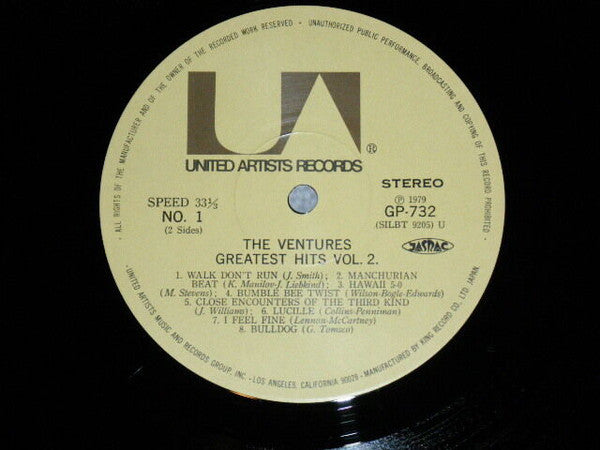 ALL RIGHTS OF THE MANUFACTURER AND OF THE OWNER OF THE RECORDED WORK RESERVED • UNAUTHORIZED PUBLIC PERFORMANCE, BROADCASTING AND COPYING OF THIS RECORD PROHIBITED •
UA®
UNITED ARTISTS RECORDS
SPEED 33⅓
NO. 1
(2 Sides)
STEREO
Ⓟ 1979
GP-732
(SILBT 9205) U
JASRAC
THE VENTURES
GREATEST HITS VOL. 2.
1. WALK DON'T RUN (J. Smith); 2. MANCHURIAN
BEAT (K. Manilov-J. Liebkind); 3. HAWAII 5-0
(M. Stevens); 4. BUMBLE BEE TWIST (Wilson-Bogle-Edwards)
5. CLOSE ENCOUNTERS OF THE THIRD KIND
(J. Williams); 6. LUCILLE (Collins-Penniman)
7. I FEEL FINE (Lennon-McCartney)
8. BULLDOG (G. Tomsco)
• UNITED ARTISTS MUSIC AND RECORDS GROUP, INC. - LOS ANGELES, CALIFORNIA 90028 • MANUFACTURED BY KING RECORD CO, LTD, JAPAN